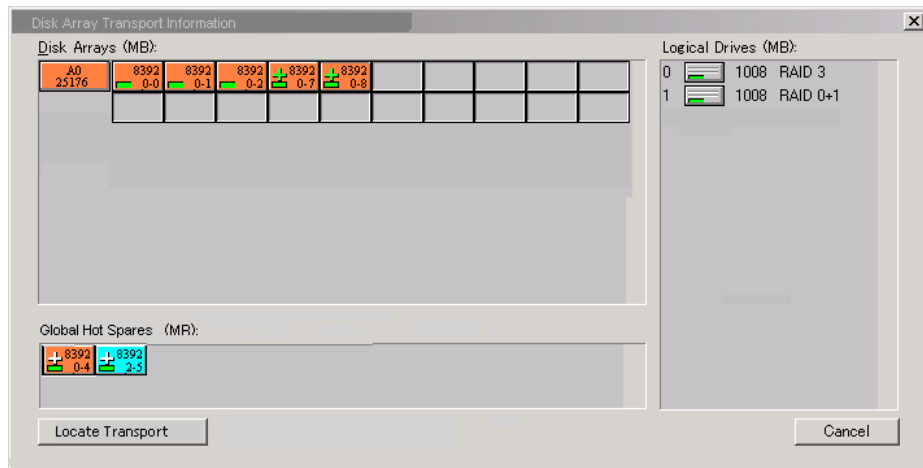 Disk Array Transport Information
Disk Arrays (MB):
A0 8392 8392 8392 8392 8392
25176 0-0 0-1 0-2 0-7 0-8
Logical Drives (MB):
0 1008 RAID 3
1 1008 RAID 0+1
Global Hot Spares (MR):
8392 8392
0-4 2-5
Locate Transport
Cancel